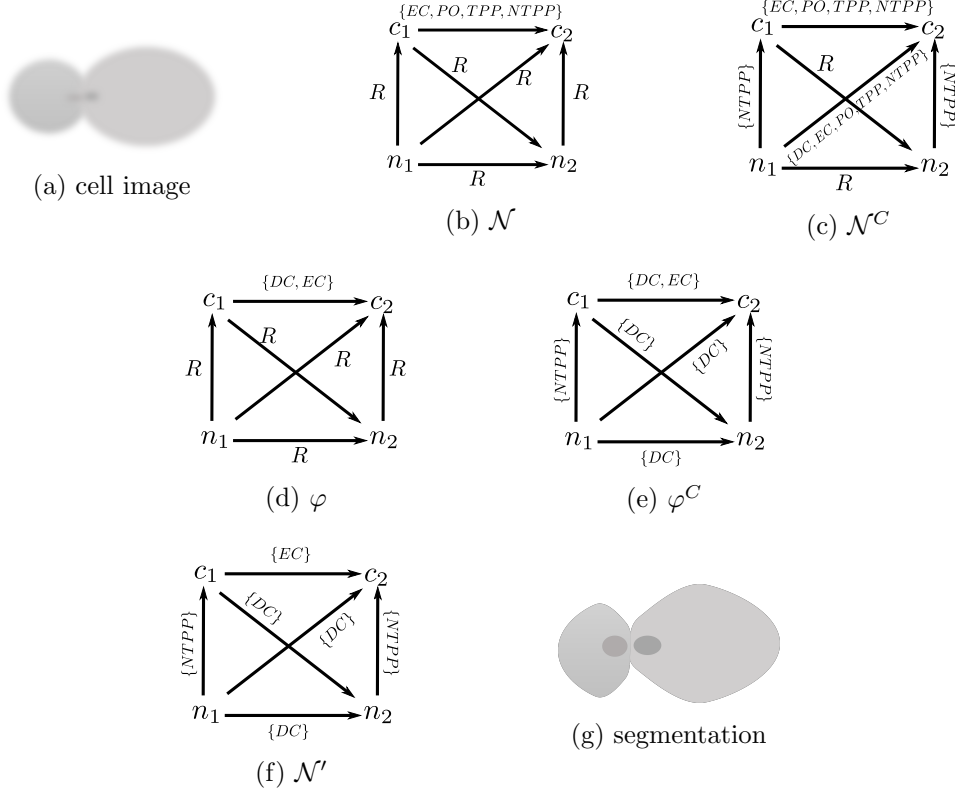 {EC, PO, TPP, NTPP}
c₁ c₂
R R
R R
n₁ n₂
R
(b) 𝒩
{EC, PO, TPP, NTPP}
c₁ c₂
R
{NTPP} {NTPP}
{DC, EC, PO, TPP, NTPP}
n₁ n₂
R
(c) 𝒩ᶜ
(a) cell image
{DC, EC}
c₁ c₂
R R
R R
n₁ n₂
R
(d) φ
{DC, EC}
c₁ c₂
{DC} {DC}
{NTPP} {NTPP}
n₁ n₂
{DC}
(e) φᶜ
{EC}
c₁ c₂
{DC} {DC}
{NTPP} {NTPP}
n₁ n₂
{DC}
(f) 𝒩′
(g) segmentation